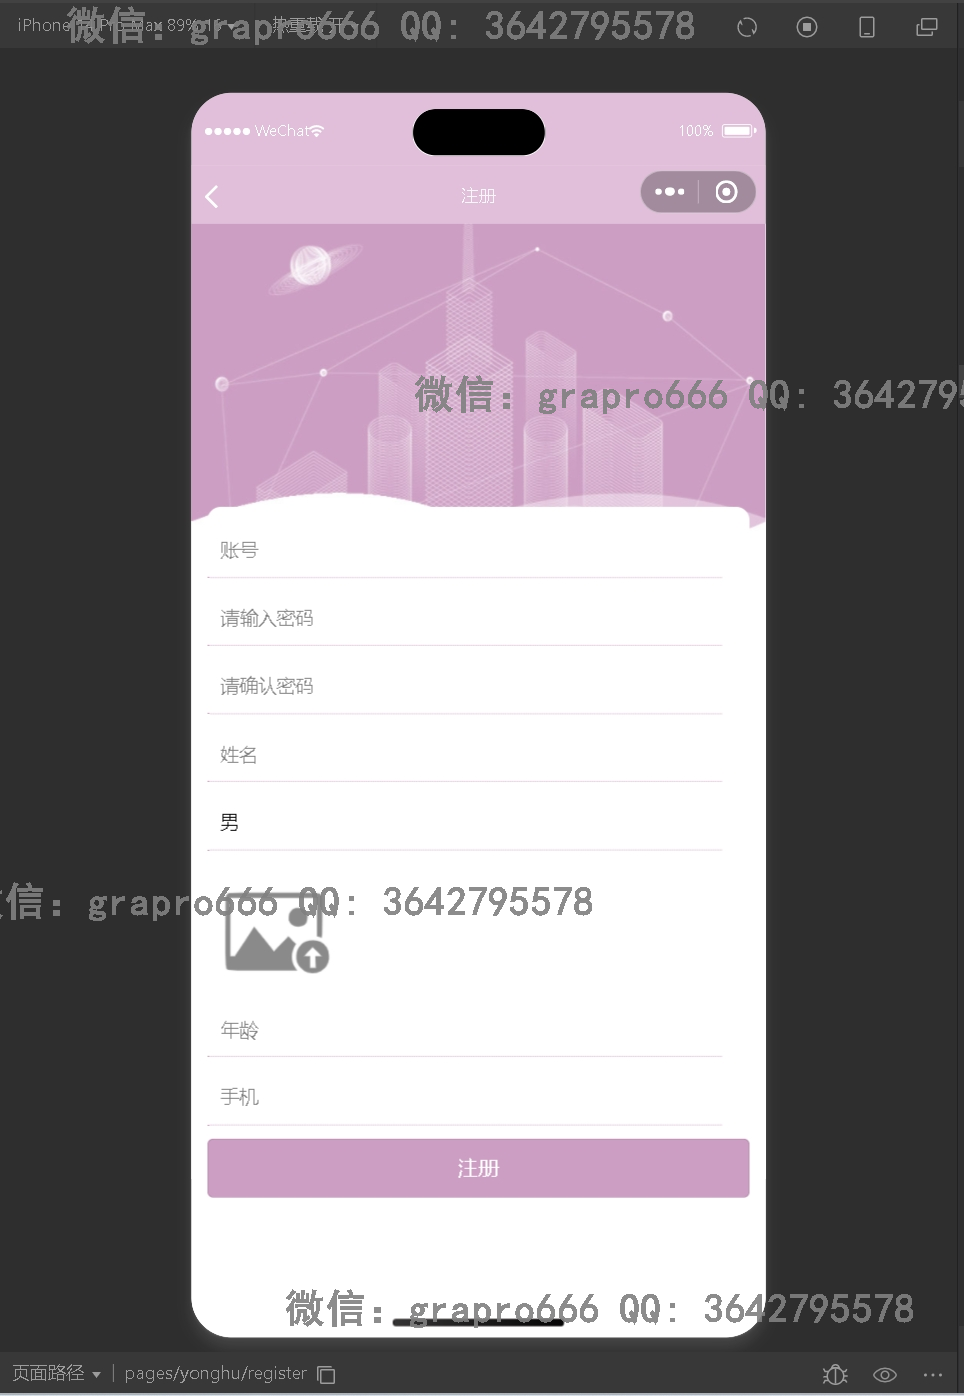 iPhone 14 Pro Max 89% 16 热重载 开
微信: grapro666 QQ: 3642795578
WeChat 100%
注册
微信: grapro666 QQ: 3642795
账号
请输入密码
请确认密码
姓名
男
微信: grapro666 QQ: 3642795578
年龄
手机
注册
微信: grapro666 QQ: 3642795578
页面路径 pages/yonghu/register